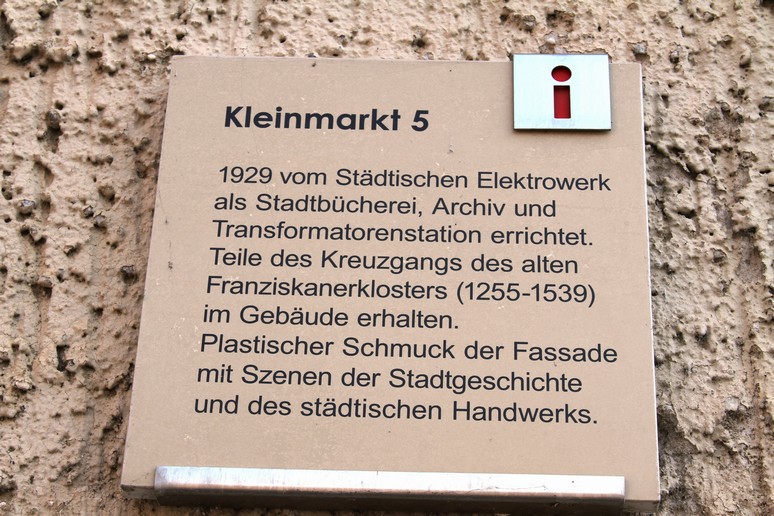 i
Kleinmarkt 5
1929 vom Städtischen Elektrowerk
als Stadtbücherei, Archiv und
Transformatorenstation errichtet.
Teile des Kreuzgangs des alten
Franziskanerklosters (1255-1539)
im Gebäude erhalten.
Plastischer Schmuck der Fassade
mit Szenen der Stadtgeschichte
und des städtischen Handwerks.